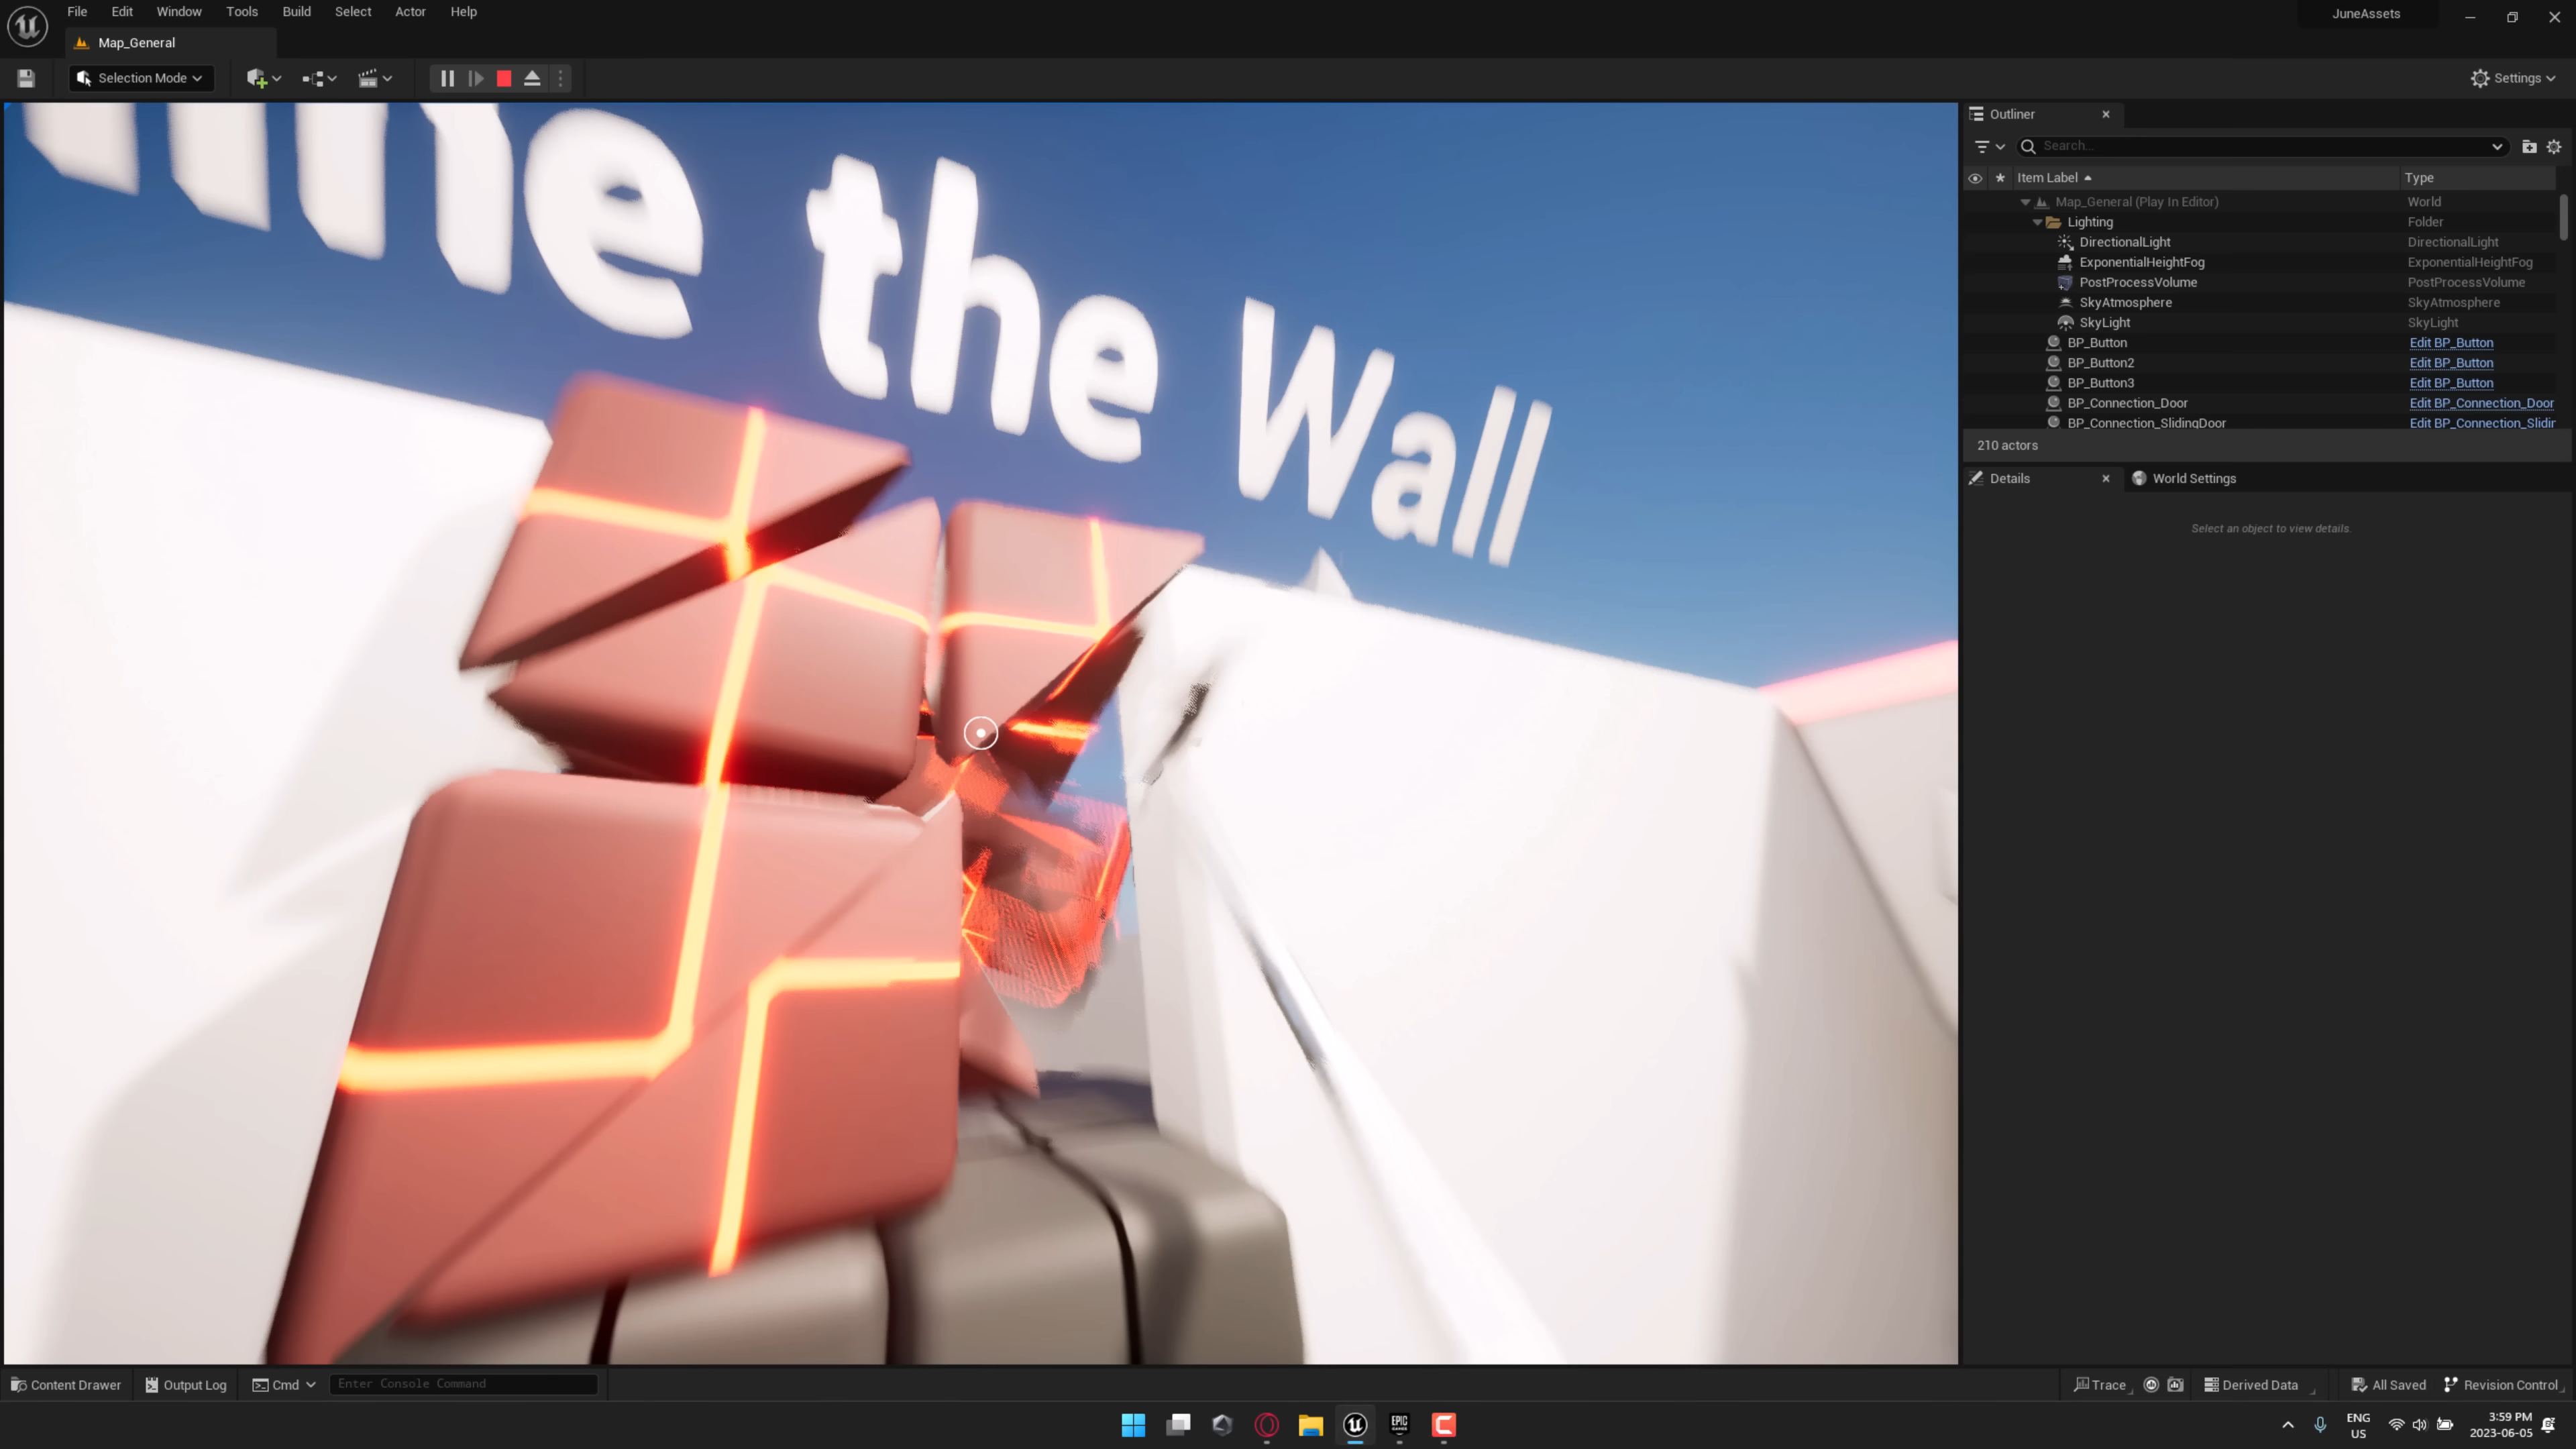 File Edit Window Tools Build Select Actor Help
JuneAssets
Map_General
Selection Mode
Settings
the Wall
Outliner
Search...
Item Label Type
Map_General (Play In Editor) World
Lighting Folder
DirectionalLight DirectionalLight
ExponentialHeightFog ExponentialHeightFog
PostProcessVolume PostProcessVolume
SkyAtmosphere SkyAtmosphere
SkyLight SkyLight
BP_Button Edit BP_Button
BP_Button2 Edit BP_Button
BP_Button3 Edit BP_Button
BP_Connection_Door Edit BP_Connection_Door
BP_Connection_SlidingDoor Edit BP_Connection_Slidir
210 actors
Details World Settings
Select an object to view details.
Content Drawer Output Log Cmd Enter Console Command Trace Derived Data All Saved Revision Control
EPIC GAMES
ENG US
3:59 PM
2023-06-05